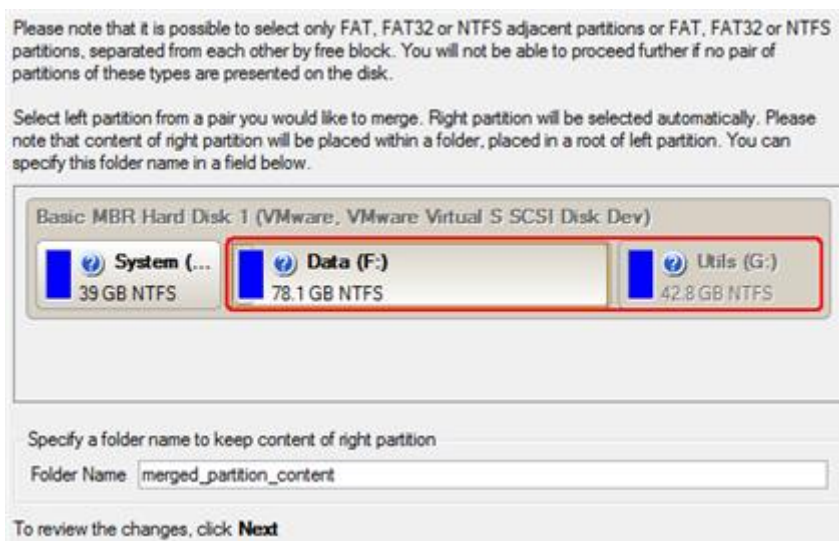 Please note that it is possible to select only FAT, FAT32 or NTFS adjacent partitions or FAT, FAT32 or NTFS
partitions, separated from each other by free block. You will not be able to proceed further if no pair of
partitions of these types are presented on the disk.
Select left partition from a pair you would like to merge. Right partition will be selected automatically. Please
note that content of right partition will be placed within a folder, placed in a root of left partition. You can
specify this folder name in a field below.
Basic MBR Hard Disk 1 (VMware, VMware Virtual S SCSI Disk Dev)
System (... Data (F:) Utils (G:)
39 GB NTFS 78.1 GB NTFS 42.8 GB NTFS
Specify a folder name to keep content of right partition
Folder Name merged_partition_content
To review the changes, click Next